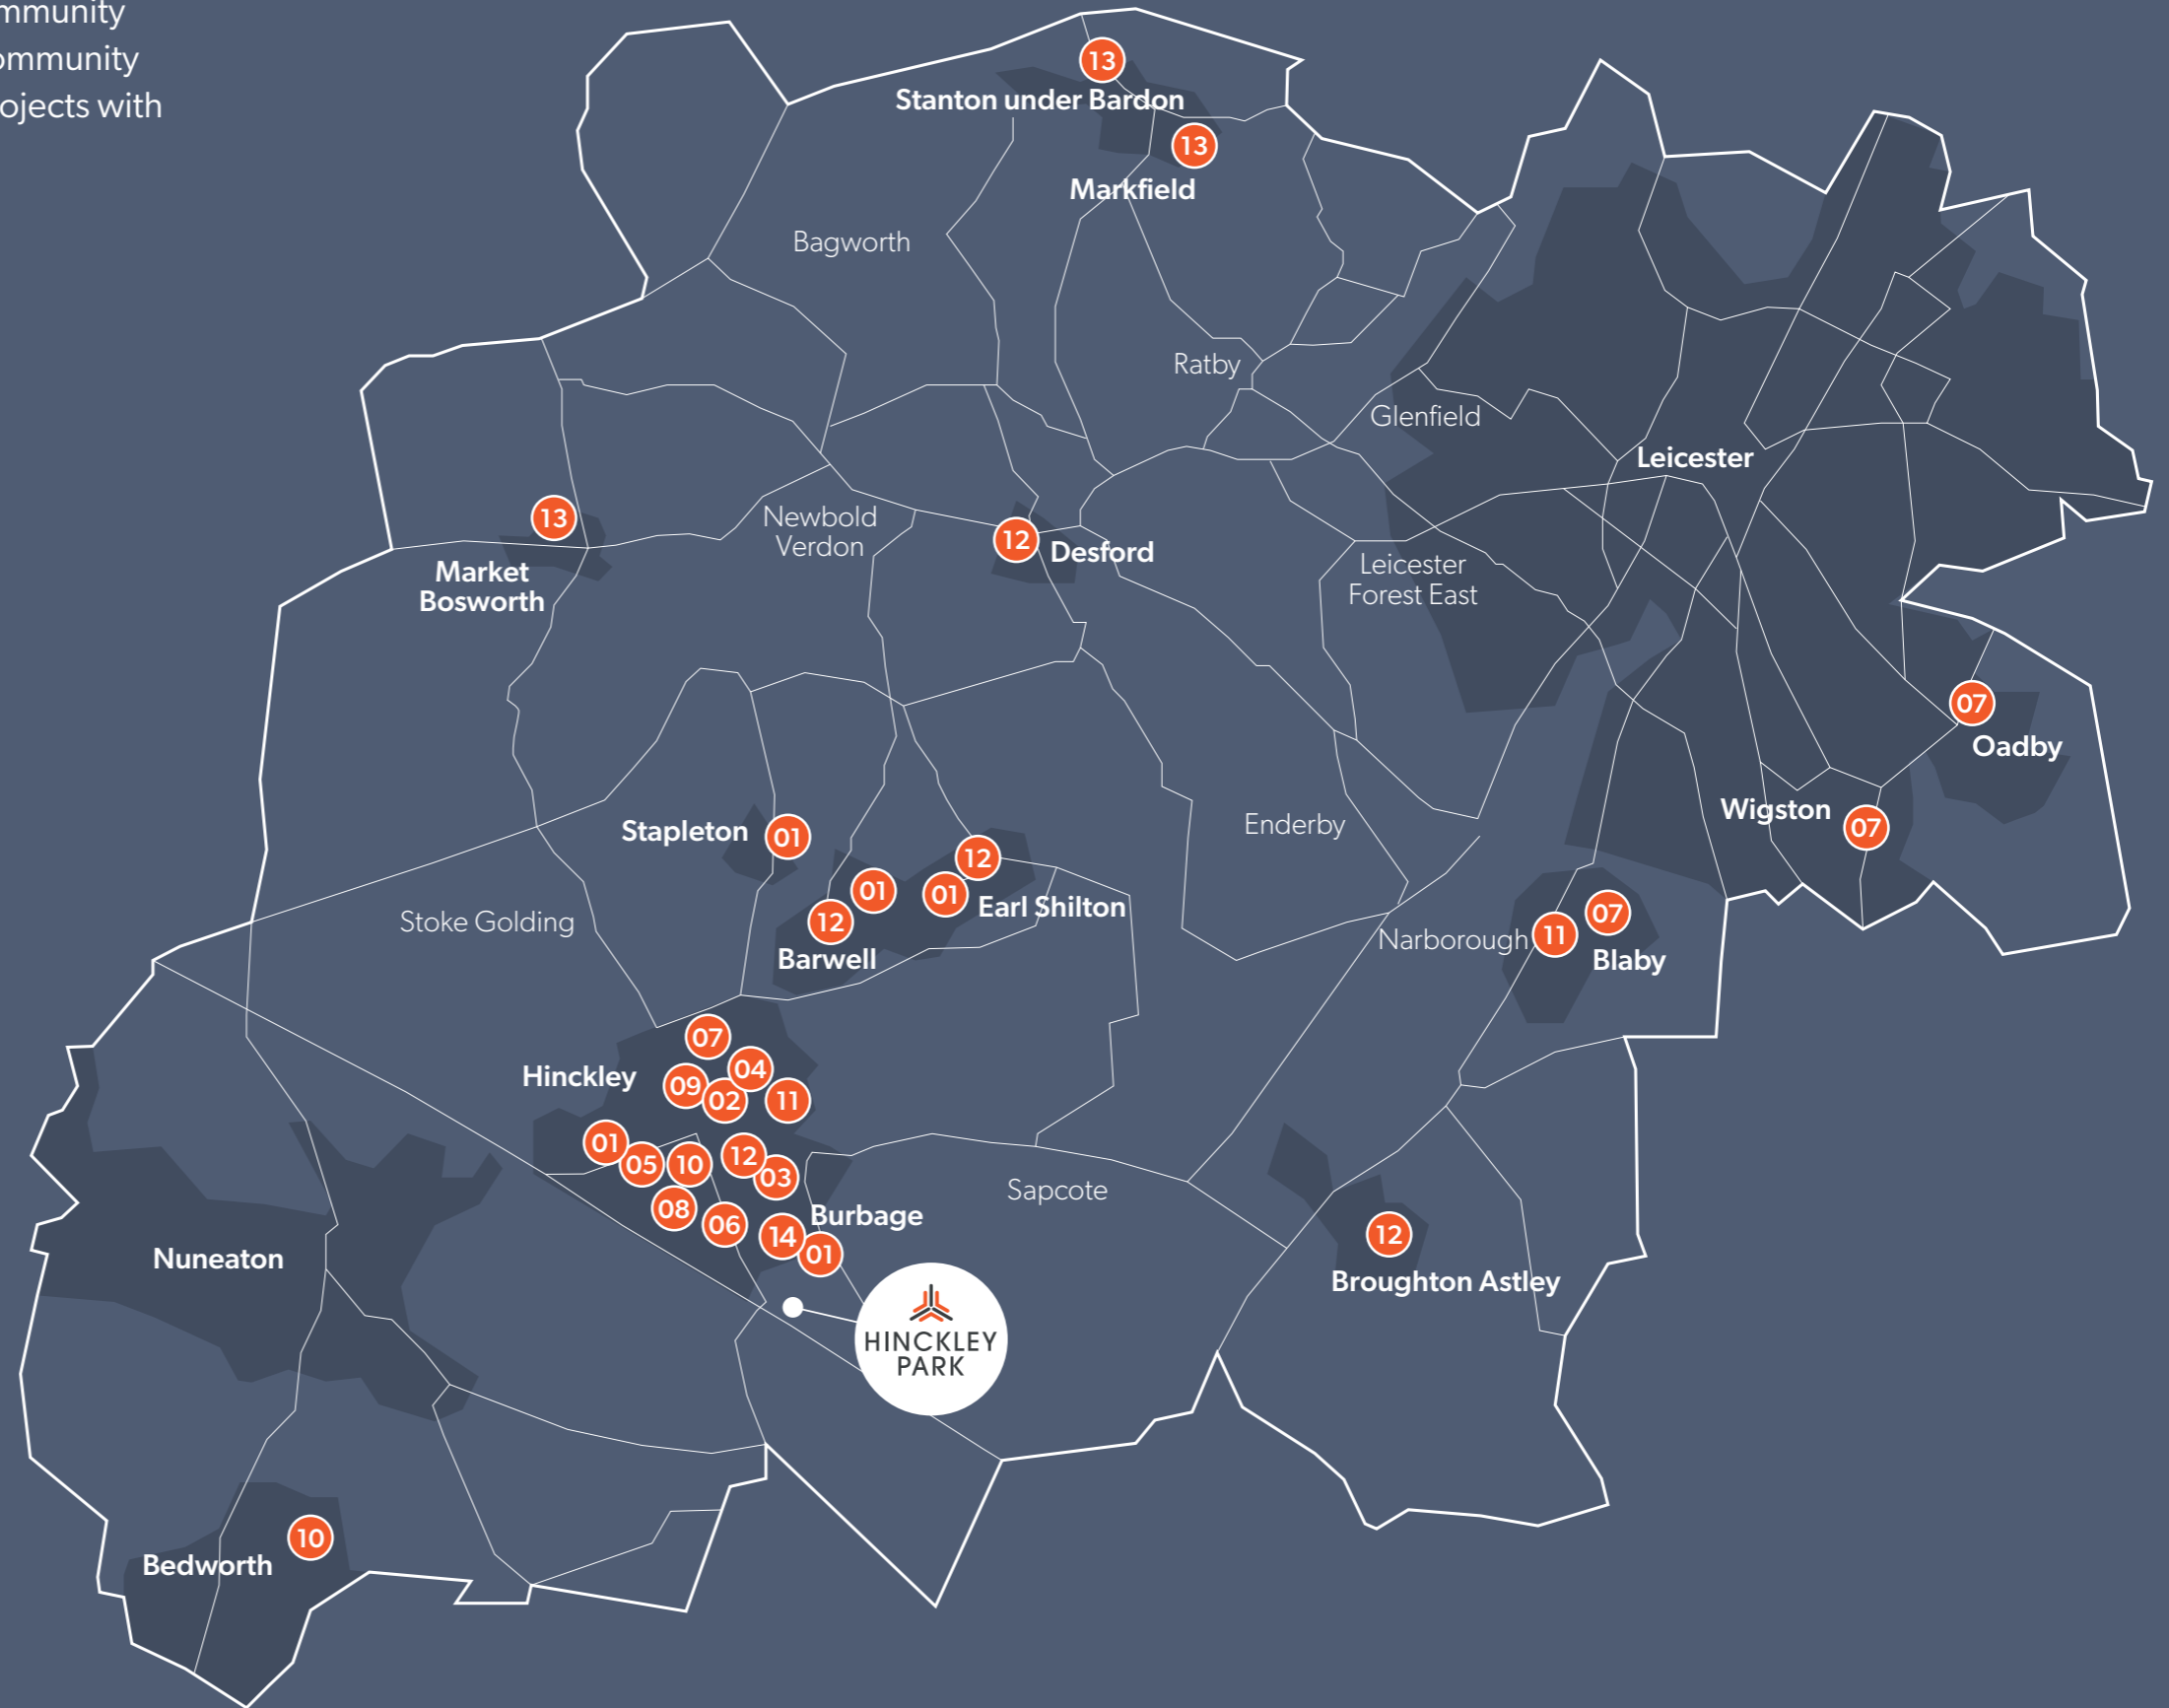 13
Stanton under Bardon
13
Markfield
Bagworth
Ratby
Glenfield
Leicester
13
Market
Bosworth
Newbold
Verdon
12
Desford
Leicester
Forest East
07
Oadby
Wigston
07
Stapleton
01
Enderby
12
01
01
Earl Shilton
12
Barwell
Stoke Golding
Narborough
11
07
Blaby
07
Hinckley
04
09
02
11
01
05
10
12
03
08
06
14
01
Burbage
Sapcote
Nuneaton
12
Broughton Astley
HINCKLEY
PARK
10
Bedworth
ommunity
ojects with